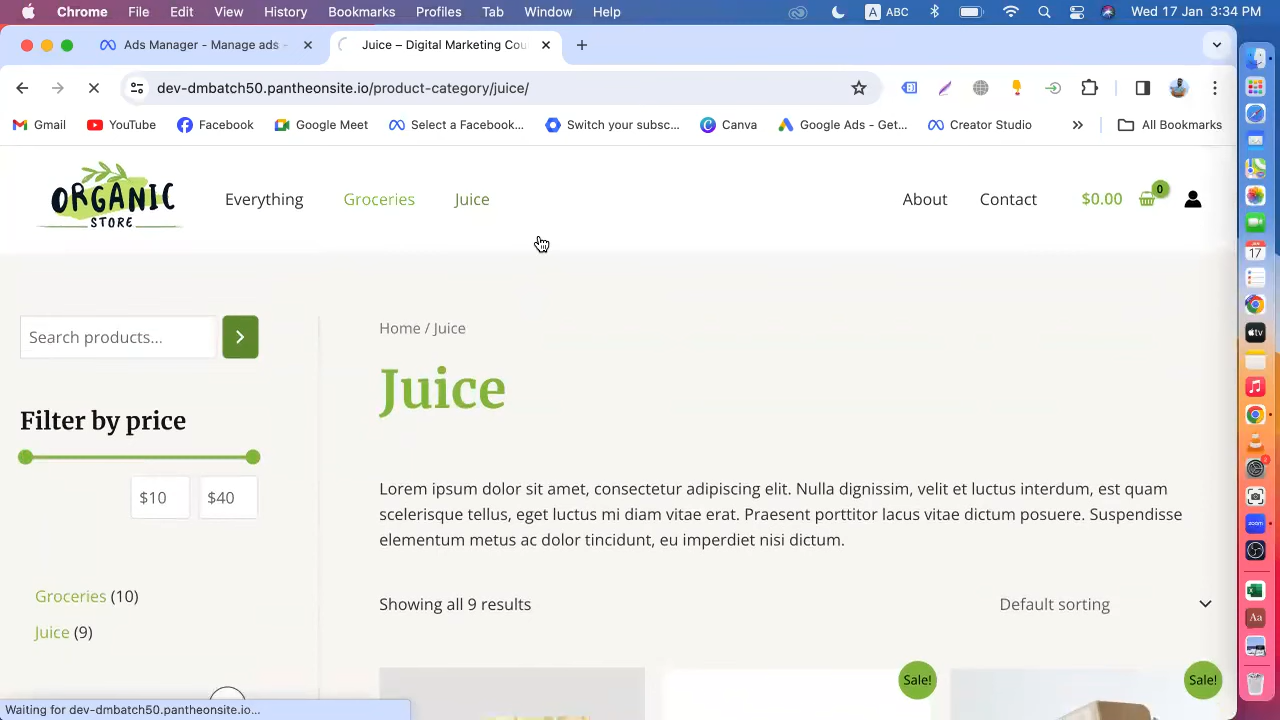 Chrome File Edit View History Bookmarks Profiles Tab Window Help A ABC Wed 17 Jan 3:34 PM
Ads Manager - Manage ads - Juice – Digital Marketing Cou
dev-dmbatch50.pantheonsite.io/product-category/juice/
Gmail YouTube Facebook Google Meet Select a Facebook... Switch your subsc... Canva Google Ads - Get... Creator Studio » All Bookmarks
ORGANIC
STORE
Everything Groceries Juice About Contact $0.00 0
Search products...
Home / Juice
Juice
Filter by price
$10 $40
Lorem ipsum dolor sit amet, consectetur adipiscing elit. Nulla dignissim, velit et luctus interdum, est quam
scelerisque tellus, eget luctus mi diam vitae erat. Praesent porttitor lacus vitae dictum posuere. Suspendisse
elementum metus ac dolor tincidunt, eu imperdiet nisi dictum.
Groceries (10)
Juice (9)
Showing all 9 results Default sorting
Sale! Sale!
Waiting for dev-dmbatch50.pantheonsite.io...
JAN
17
tv
zoom
Aa